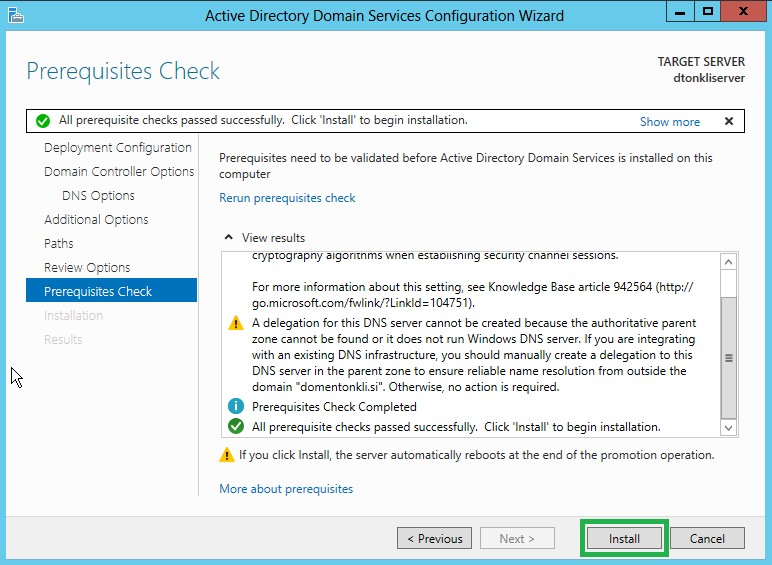 Active Directory Domain Services Configuration Wizard
Prerequisites Check
TARGET SERVER
dtonkliserver
All prerequisite checks passed successfully.  Click 'Install' to begin installation.
Show more
Deployment Configuration
Domain Controller Options
DNS Options
Additional Options
Paths
Review Options
Prerequisites Check
Installation
Results
Prerequisites need to be validated before Active Directory Domain Services is installed on this
computer
Rerun prerequisites check
View results
cryptography algorithms when establishing security channel sessions.
For more information about this setting, see Knowledge Base article 942564 (http://
go.microsoft.com/fwlink/?LinkId=104751).
A delegation for this DNS server cannot be created because the authoritative parent
zone cannot be found or it does not run Windows DNS server. If you are integrating
with an existing DNS infrastructure, you should manually create a delegation to this
DNS server in the parent zone to ensure reliable name resolution from outside the
domain "domentonkli.si". Otherwise, no action is required.
Prerequisites Check Completed
All prerequisite checks passed successfully.  Click 'Install' to begin installation.
If you click Install, the server automatically reboots at the end of the promotion operation.
More about prerequisites
< Previous
Next >
Install
Cancel